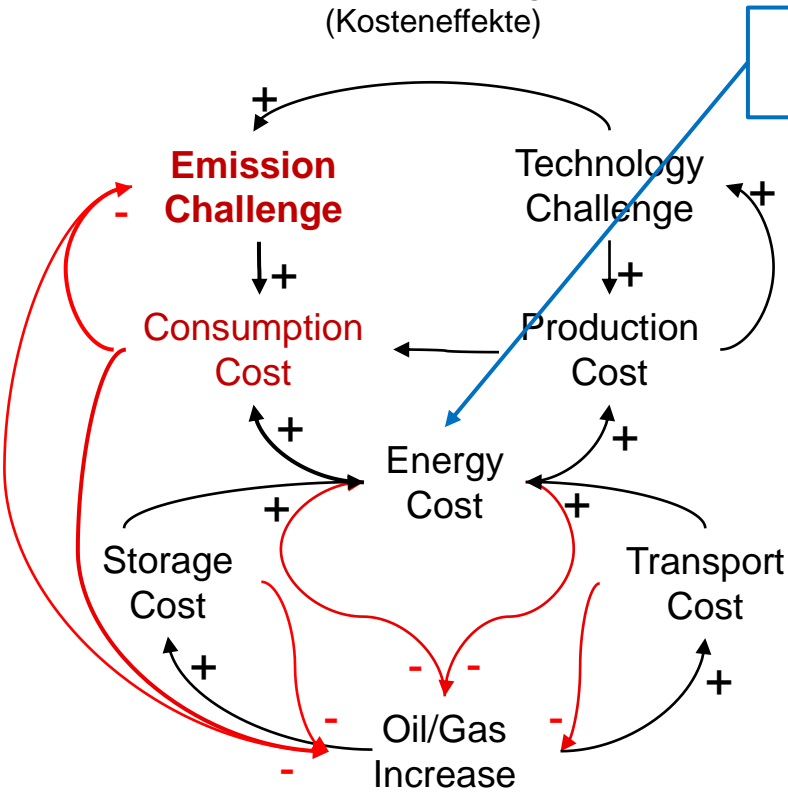 (Kosteneffekte)
+
Emission
Challenge
Technology
Challenge
+
-
+
+
Consumption
Cost
Production
Cost
+
+
Energy
Cost
+
+
Storage
Cost
Transport
Cost
+
-
-
+
-
-
-
Oil/Gas
Increase